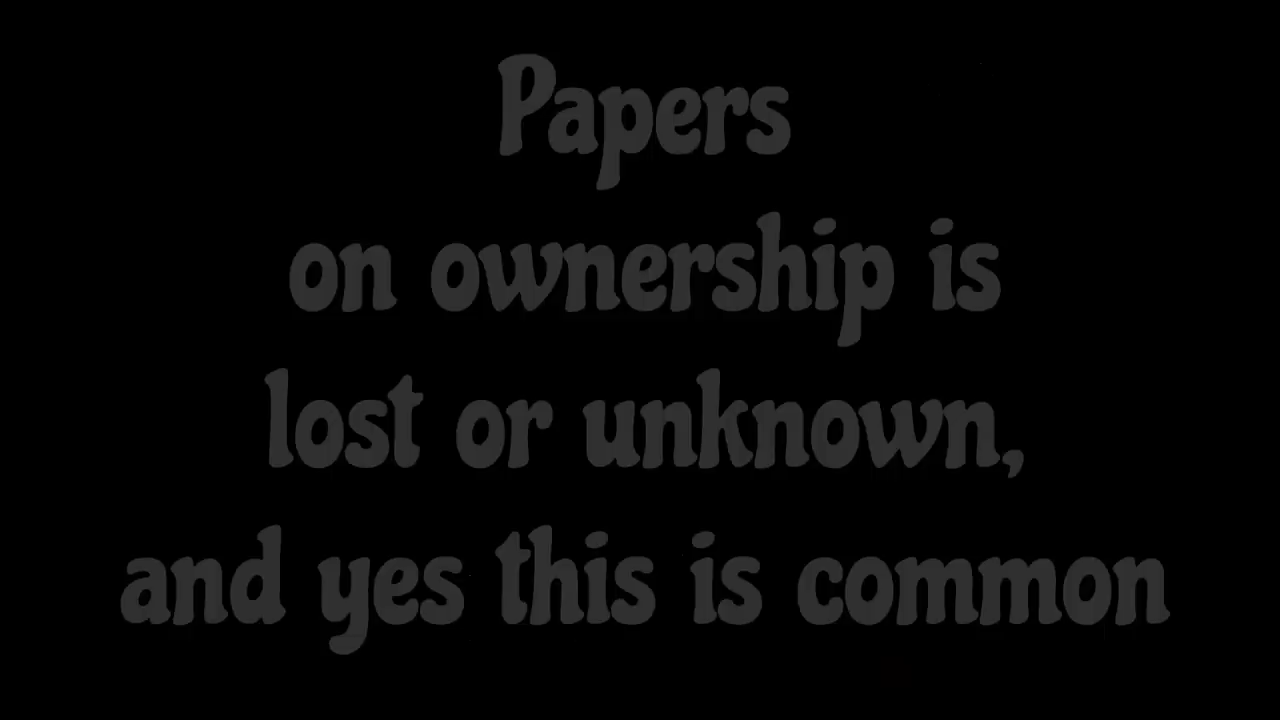 Papers
on ownership is
lost or unknown,
and yes this is common